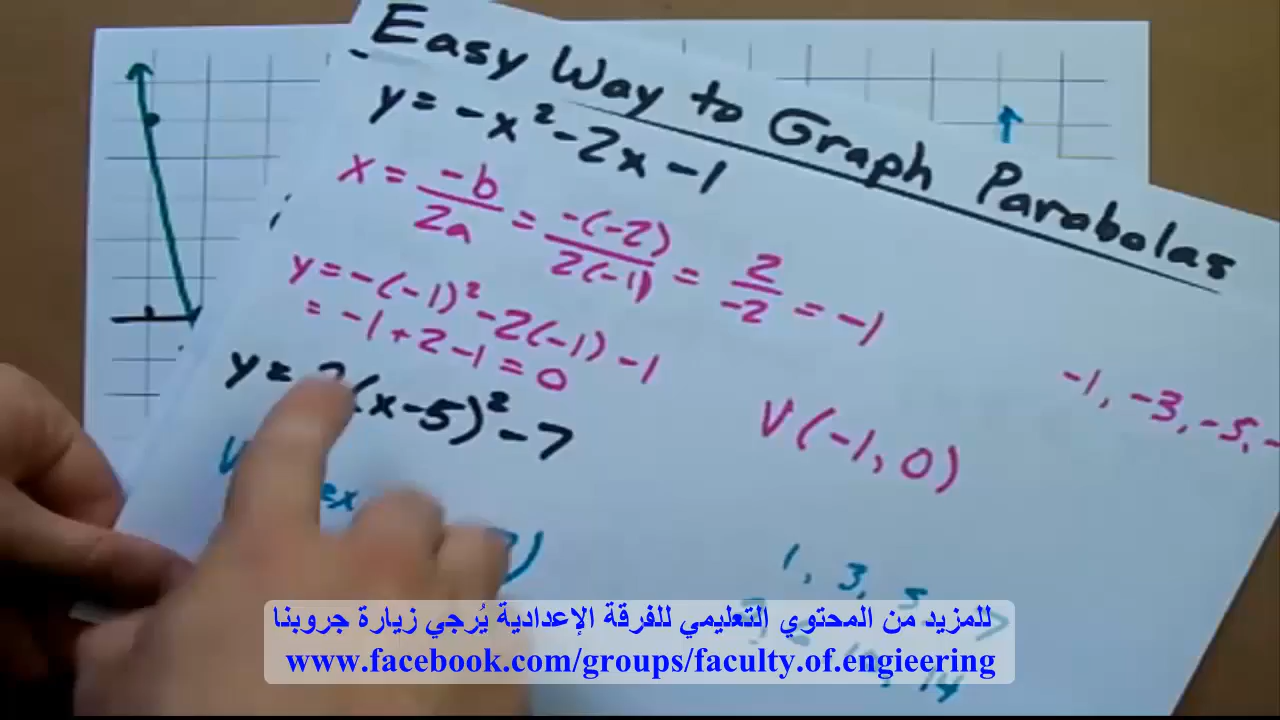 Easy Way to Graph Parabolas
y = -x² - 2x - 1
x = -b/2a = -(-2)/2(-1) = 2/-2 = -1
y = -(-1)² - 2(-1) - 1
= -1 + 2 - 1 = 0
-1, -3, -5, -
y = (x-5)² - 7
V(-1, 0)
1, 3, 5 7
14
للمزيد من المحتوي التعليمي للفرقة الإعدادية يُرجي زيارة جروبنا
www.facebook.com/groups/faculty.of.engieering